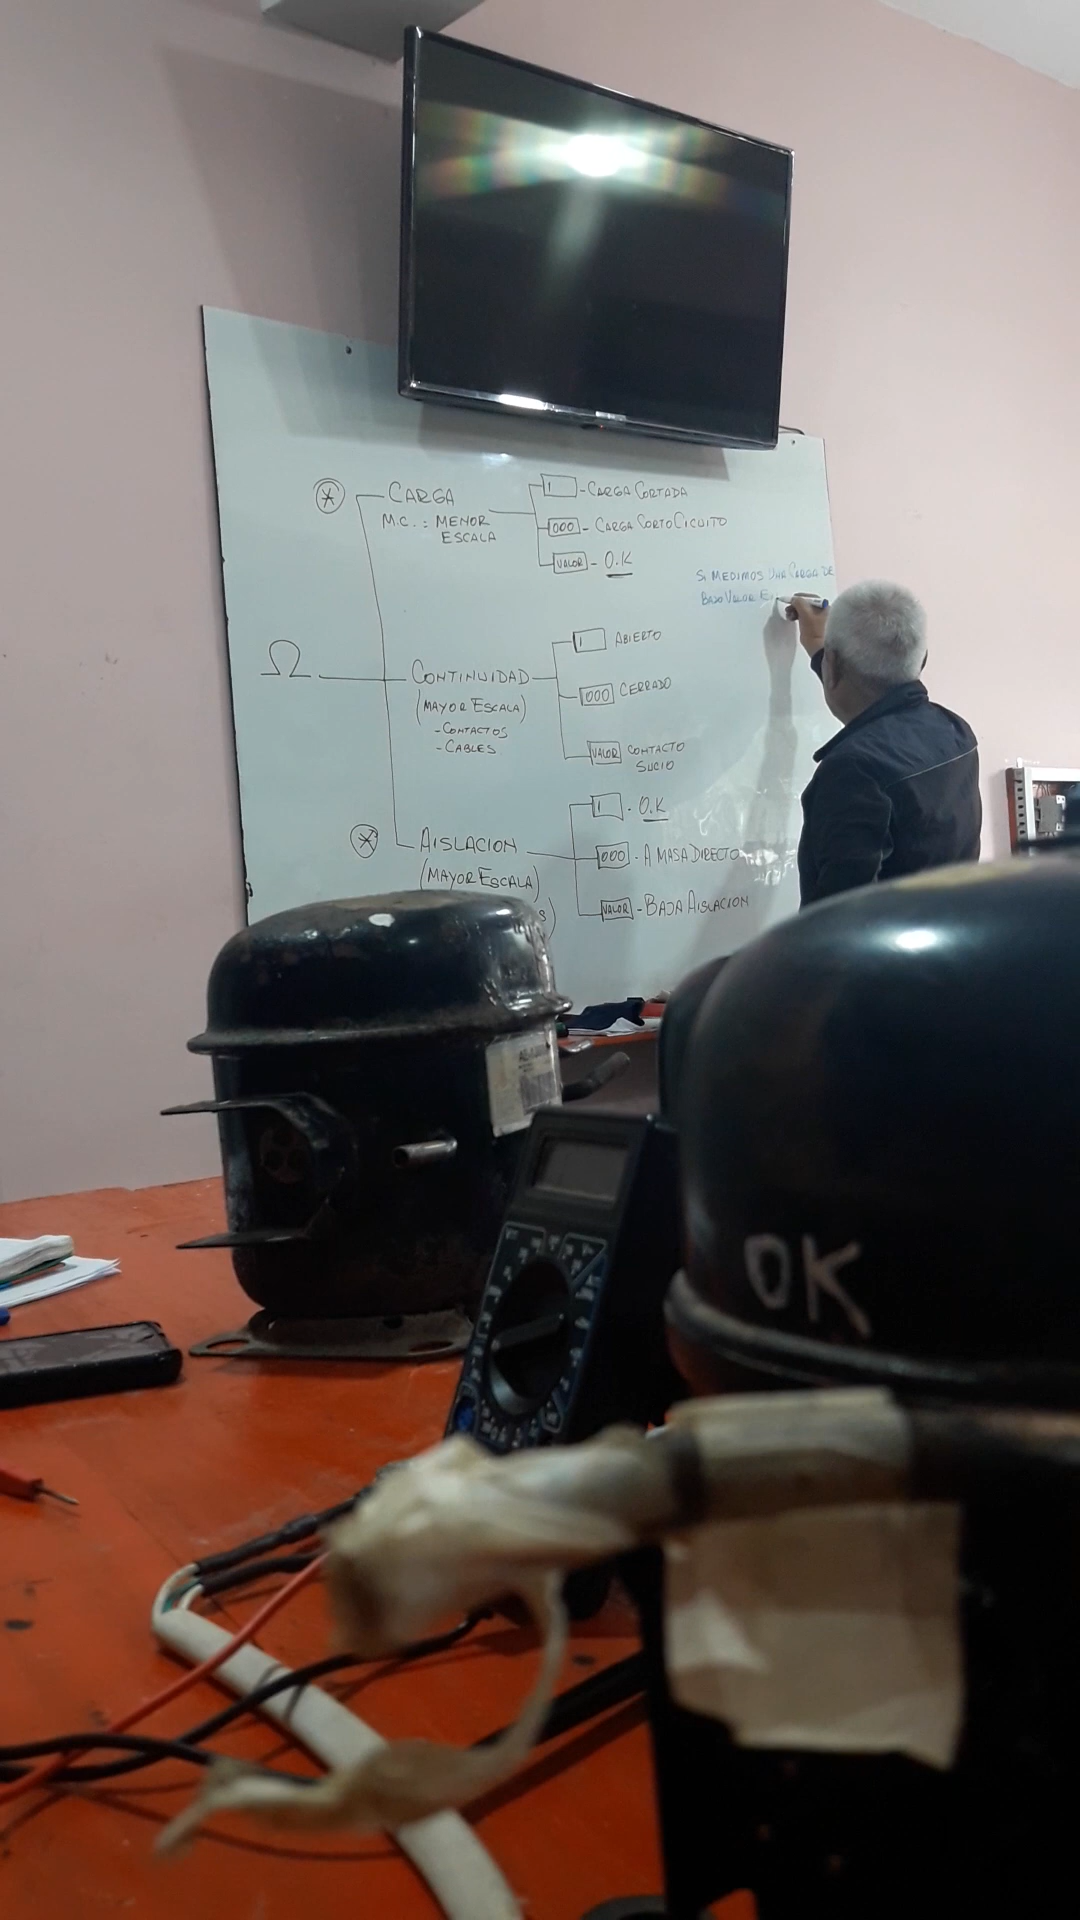 * CARGA
M.C. : MENOR
ESCALA
1 - CARGA CORTADA
000 - CARGA CORTO CICUITO
VALOR - O.K
SI MEDIMOS UNA CARGA DE
BAJO VALOR E
Ω
CONTINUIDAD
(MAYOR ESCALA)
- CONTACTOS
- CABLES
1 ABIERTO
000 CERRADO
VALOR CONTACTO
SUCIO
* AISLACION
(MAYOR ESCALA)
S)
1 - O.K
000 - A MASA DIRECTO
VALOR - BAJA AISLACION
OK